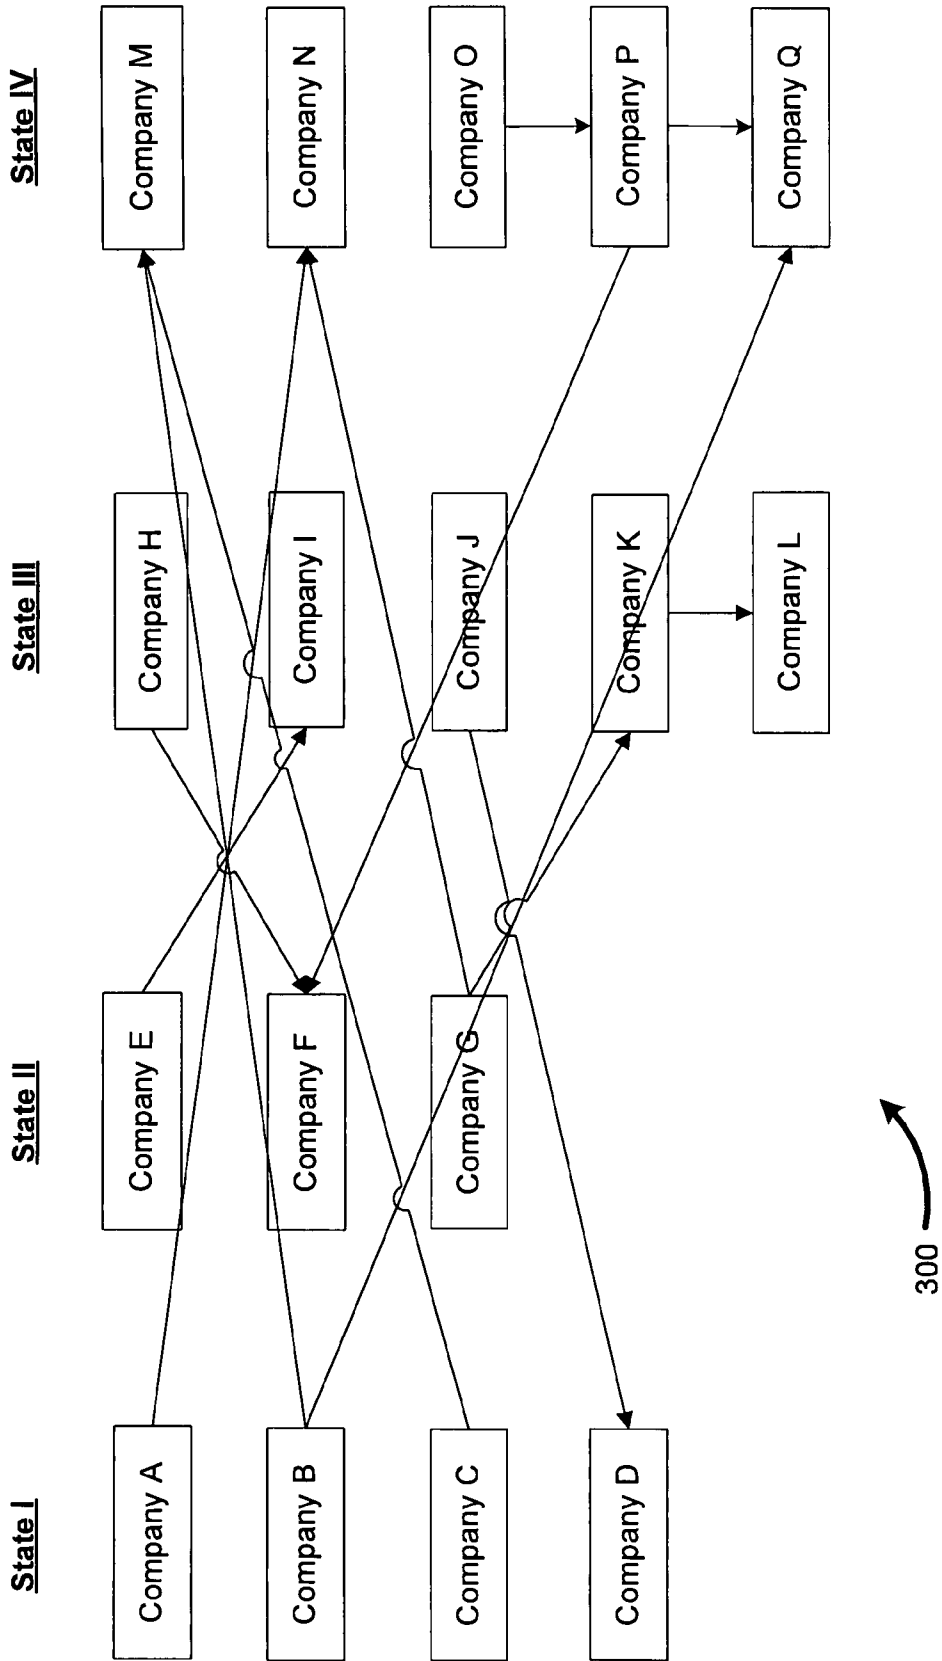 State I
State II
State III
State IV
Company A
Company E
Company H
Company M
Company B
Company F
Company I
Company N
Company C
Company G
Company J
Company O
Company D
Company K
Company P
Company L
Company Q
300